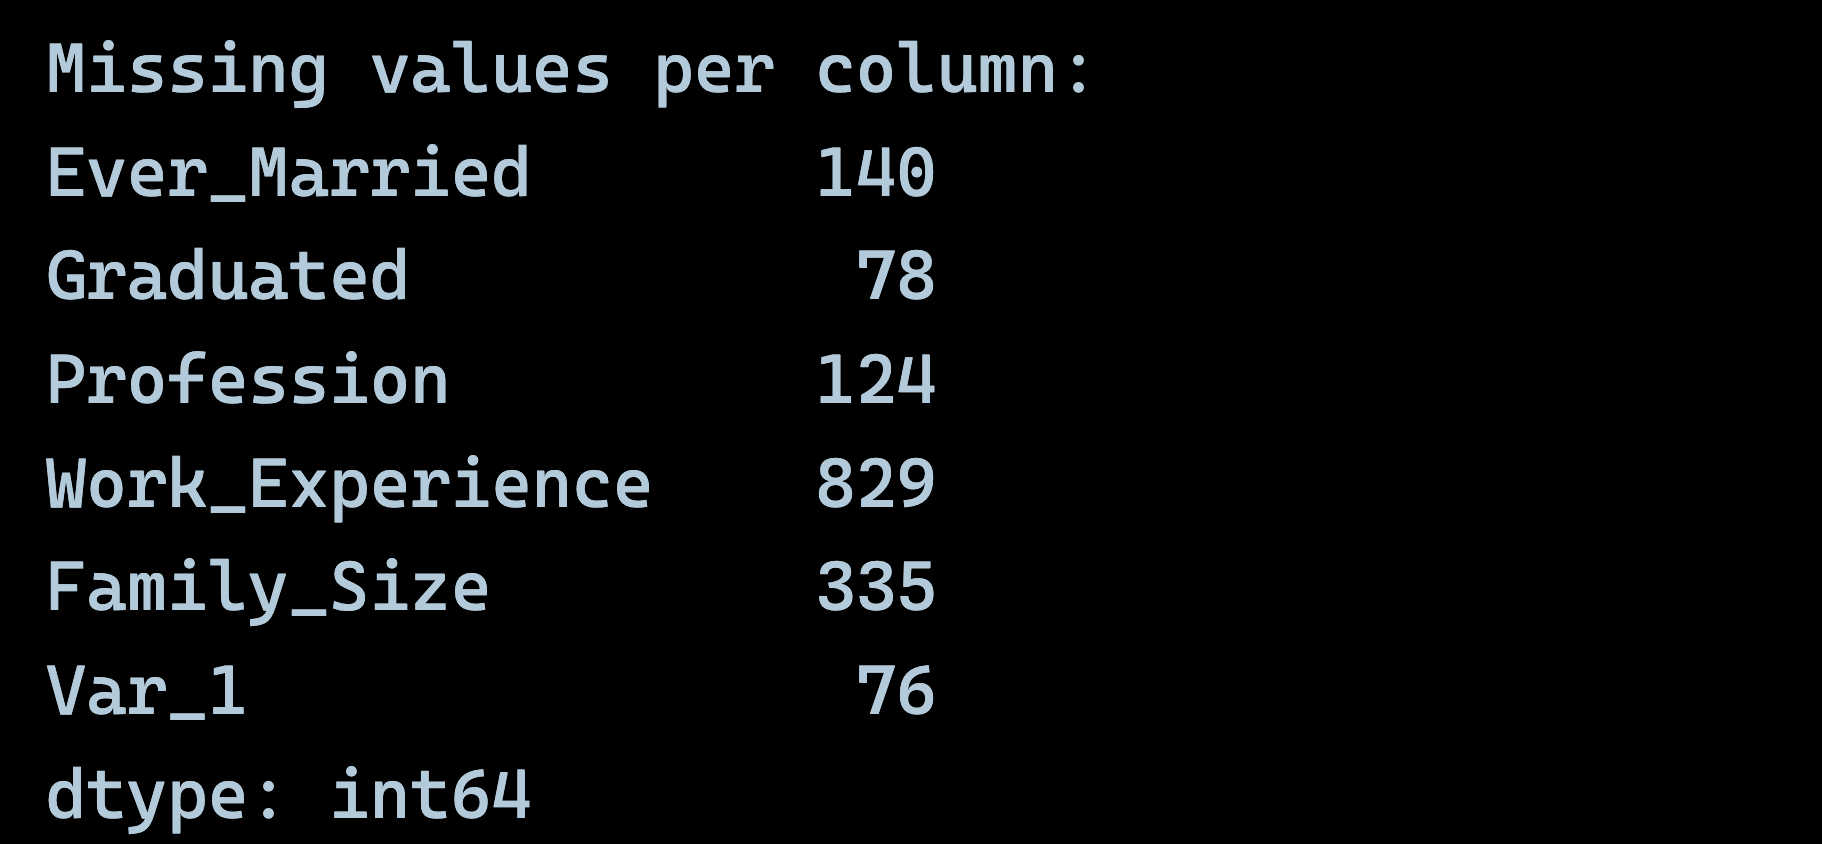 Missing values per column:
Ever_Married       140
Graduated           78
Profession         124
Work_Experience    829
Family_Size        335
Var_1               76
dtype: int64